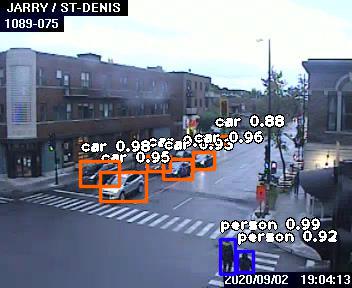 JARRY / ST-DENIS
1089-075
car 0.88
car 0.96
car 0.98
car 0.95
person 0.99
person 0.92
2020/09/02 19:04:13